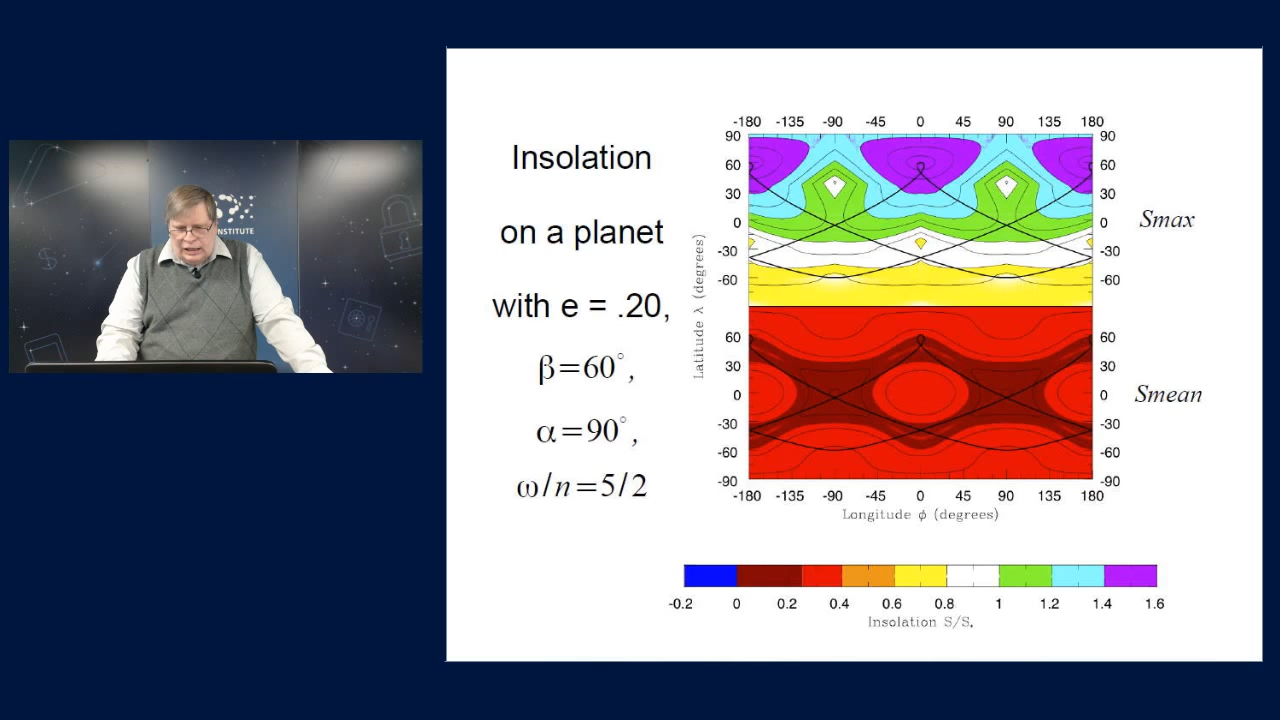 NSTITUTE
Insolation
on a planet
with e = .20,
β=60°,
α=90°,
ω/n=5/2
-180 -135 -90 -45 0 45 90 135 180
90 90
60 60
30 30
0 0
-30 -30
-60 -60
Smax
60 60
30 30
0 0
-30 -30
-60 -60
-90 -90
Smean
Latitude λ (degrees)
-180 -135 -90 -45 0 45 90 135 180
Longitude ϕ (degrees)
-0.2 0 0.2 0.4 0.6 0.8 1 1.2 1.4 1.6
Insolation S/S*